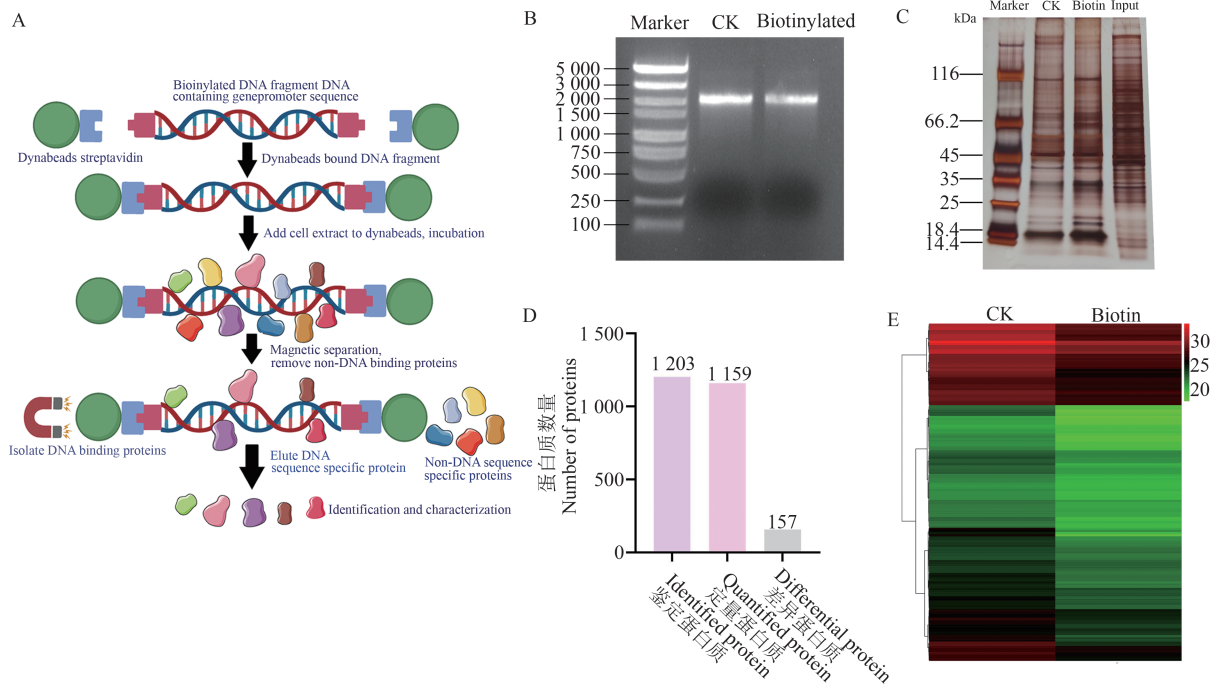 A
Bioinylated DNA fragment DNA
containing genepromoter sequence
Dynabeads streptavidin
Dynabeads bound DNA fragment
Add cell extract to dynabeads, incubation
Magnetic separation,
remove non-DNA binding proteins
Isolate DNA binding proteins
Elute DNA
sequence specific protein
Non-DNA sequence
specific proteins
Identification and characterization
B
Marker CK Biotinylated
5 000
3 000
2 000
1 500
1 000
750
500
250
100
C
kDa
Marker CK Biotin Input
116
66.2
45
35
25
18.4
14.4
D
蛋白质数量
Number of proteins
1 500
1 000
500
0
1 203
1 159
157
Identified protein
鉴定蛋白质
Quantified protein
定量蛋白质
Differential protein
差异蛋白质
E
CK Biotin
30
25
20